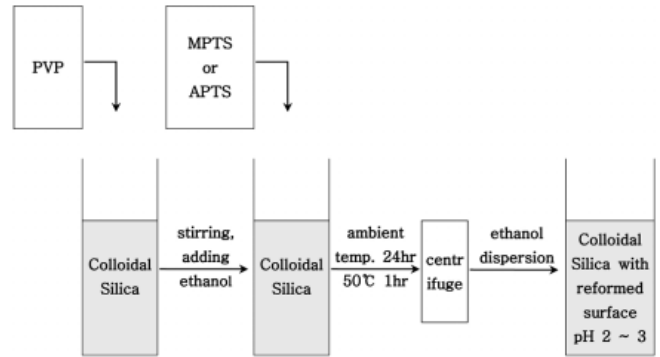 PVP
MPTS
or
APTS
Colloidal
Silica
stirring,
adding
ethanol
Colloidal
Silica
ambient
temp. 24hr
50℃ 1hr
centr
ifuge
ethanol
dispersion
Colloidal
Silica with
reformed
surface
pH 2 ~ 3